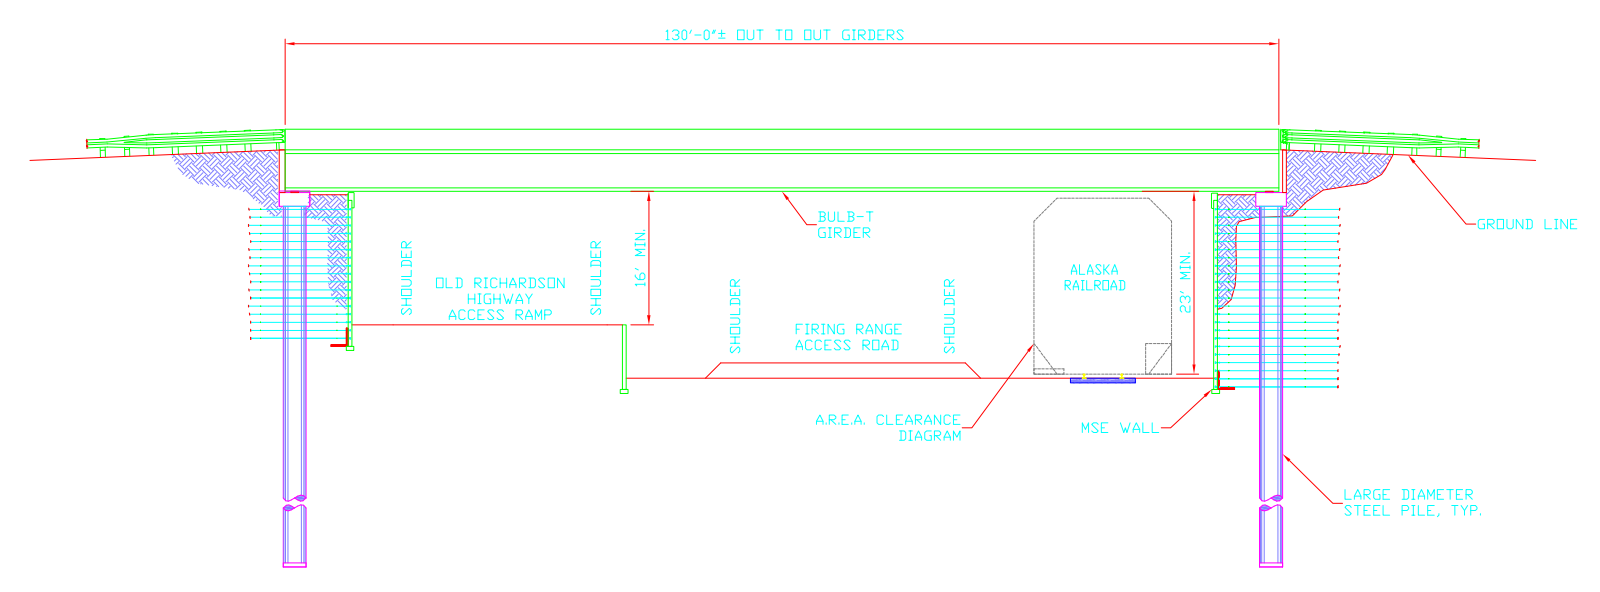 130'-0"± OUT TO OUT GIRDERS
BULB-T
GIRDER
GROUND LINE
SHOULDER
OLD RICHARDSON
HIGHWAY
ACCESS RAMP
SHOULDER
16' MIN.
SHOULDER
FIRING RANGE
ACCESS ROAD
SHOULDER
ALASKA
RAILROAD
23' MIN.
A.R.E.A. CLEARANCE
DIAGRAM
MSE WALL
LARGE DIAMETER
STEEL PILE, TYP.